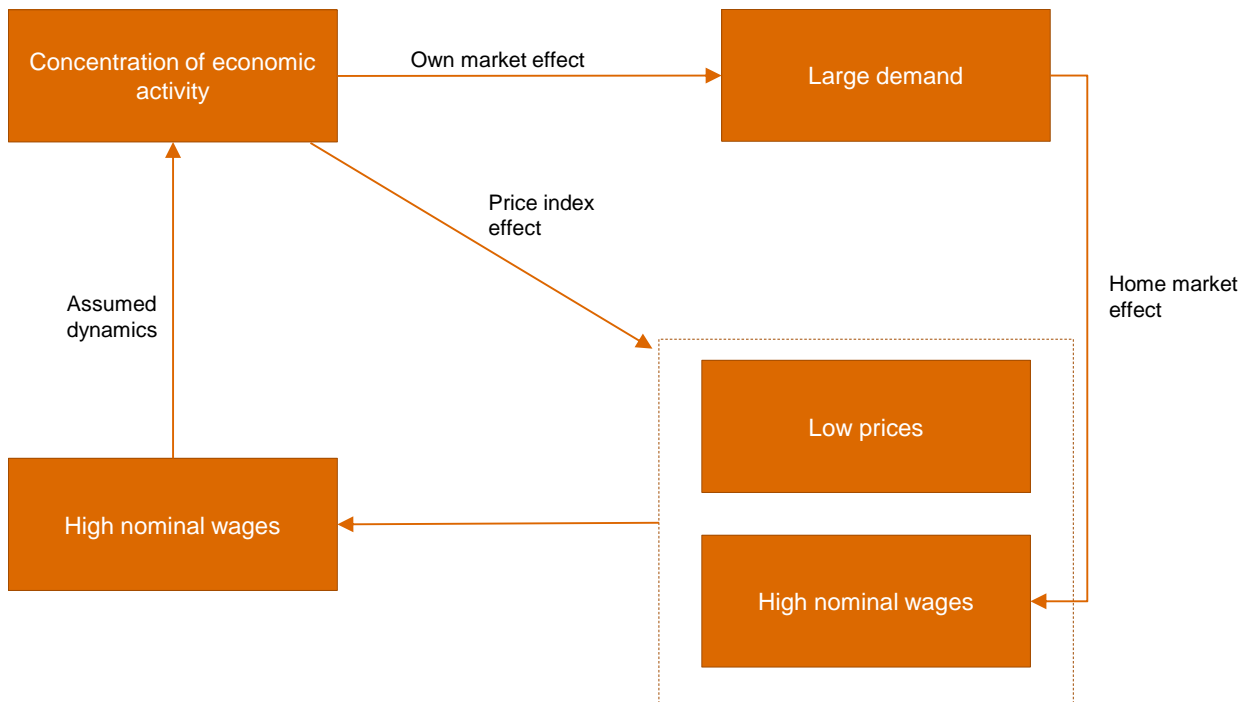 Concentration of economic
activity
Own market effect
Large demand
Price index
effect
Home market
effect
Assumed
dynamics
Low prices
High nominal wages
High nominal wages